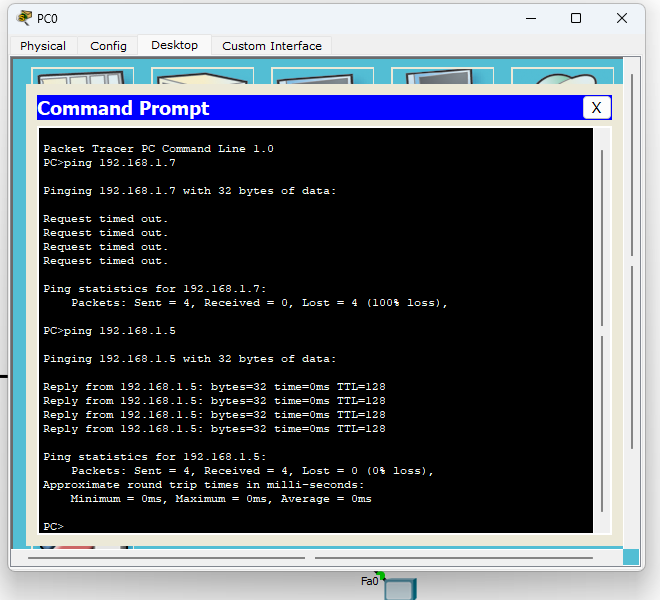 PC0
Physical Config Desktop Custom Interface
Command Prompt X
Packet Tracer PC Command Line 1.0
PC>ping 192.168.1.7
Pinging 192.168.1.7 with 32 bytes of data:
Request timed out.
Request timed out.
Request timed out.
Request timed out.
Ping statistics for 192.168.1.7:
Packets: Sent = 4, Received = 0, Lost = 4 (100% loss),
PC>ping 192.168.1.5
Pinging 192.168.1.5 with 32 bytes of data:
Reply from 192.168.1.5: bytes=32 time=0ms TTL=128
Reply from 192.168.1.5: bytes=32 time=0ms TTL=128
Reply from 192.168.1.5: bytes=32 time=0ms TTL=128
Reply from 192.168.1.5: bytes=32 time=0ms TTL=128
Ping statistics for 192.168.1.5:
Packets: Sent = 4, Received = 4, Lost = 0 (0% loss),
Approximate round trip times in milli-seconds:
Minimum = 0ms, Maximum = 0ms, Average = 0ms
PC>
Fa0